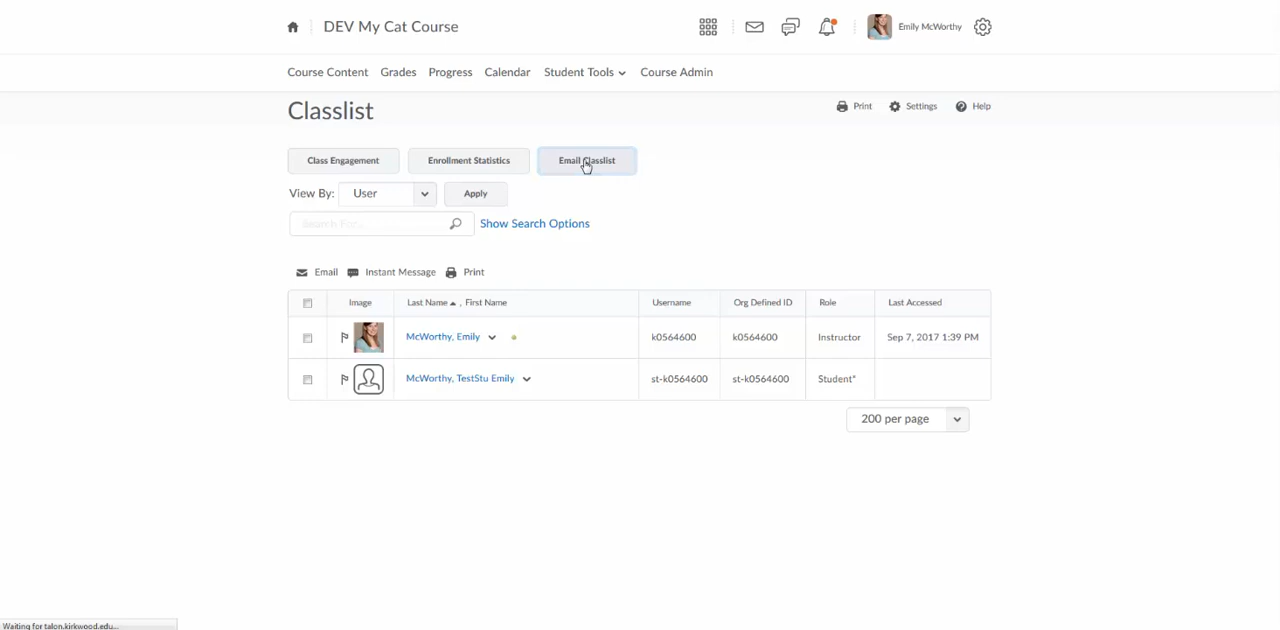 DEV My Cat Course
Emily McWorthy
Course Content Grades Progress Calendar Student Tools Course Admin
Classlist
Print Settings Help
Class Engagement Enrollment Statistics Email Classlist
View By: User Apply
Search For... Show Search Options
Email Instant Message Print
Image Last Name , First Name Username Org Defined ID Role Last Accessed
McWorthy, Emily k0564600 k0564600 Instructor Sep 7, 2017 1:39 PM
McWorthy, TestStu Emily st-k0564600 st-k0564600 Student*
200 per page
Waiting for talon.kirkwood.edu...